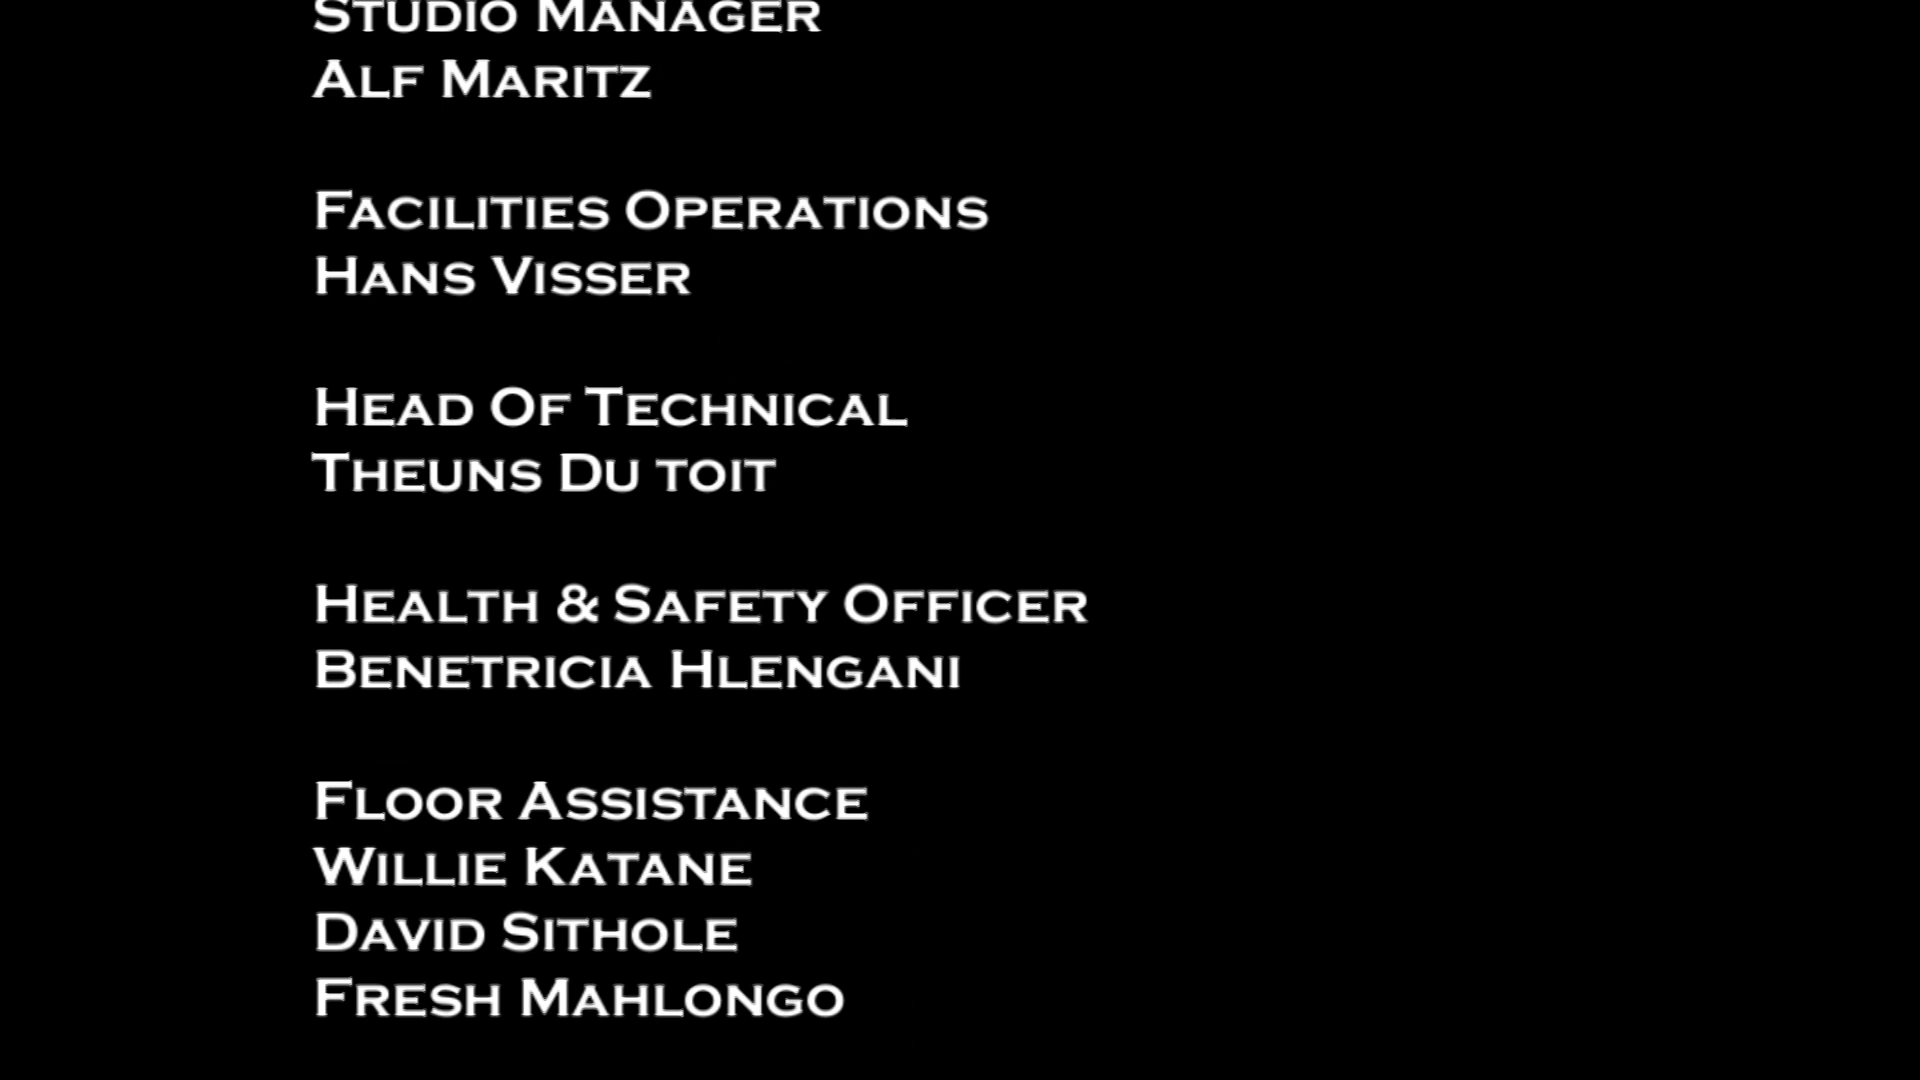 Studio Manager
Alf Maritz
Facilities Operations
Hans Visser
Head Of Technical
Theuns Du toit
Health & Safety Officer
Benetricia Hlengani
Floor Assistance
Willie Katane
David Sithole
Fresh Mahlongo